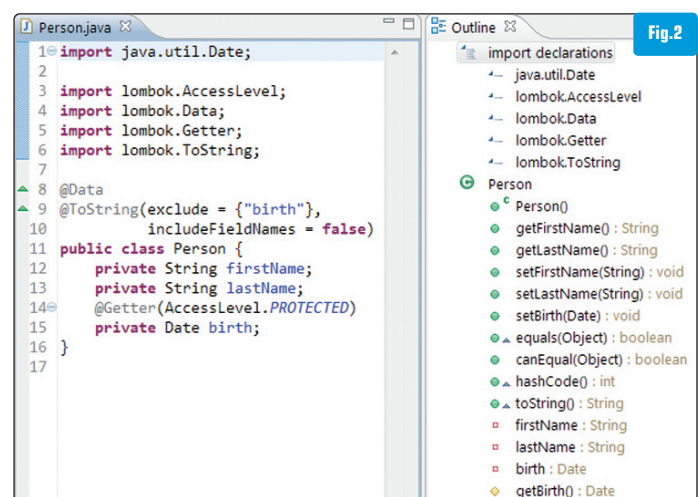 Person.java
1 import java.util.Date;
2
3 import lombok.AccessLevel;
4 import lombok.Data;
5 import lombok.Getter;
6 import lombok.ToString;
7
8 @Data
9 @ToString(exclude = {"birth"},
10 includeFieldNames = false)
11 public class Person {
12 private String firstName;
13 private String lastName;
14 @Getter(AccessLevel.PROTECTED)
15 private Date birth;
16 }
17
Outline
Fig.2
import declarations
java.util.Date
lombok.AccessLevel
lombok.Data
lombok.Getter
lombok.ToString
Person
Person()
getFirstName() : String
getLastName() : String
setFirstName(String) : void
setLastName(String) : void
setBirth(Date) : void
equals(Object) : boolean
canEqual(Object) : boolean
hashCode() : int
toString() : String
firstName : String
lastName : String
birth : Date
getBirth() : Date